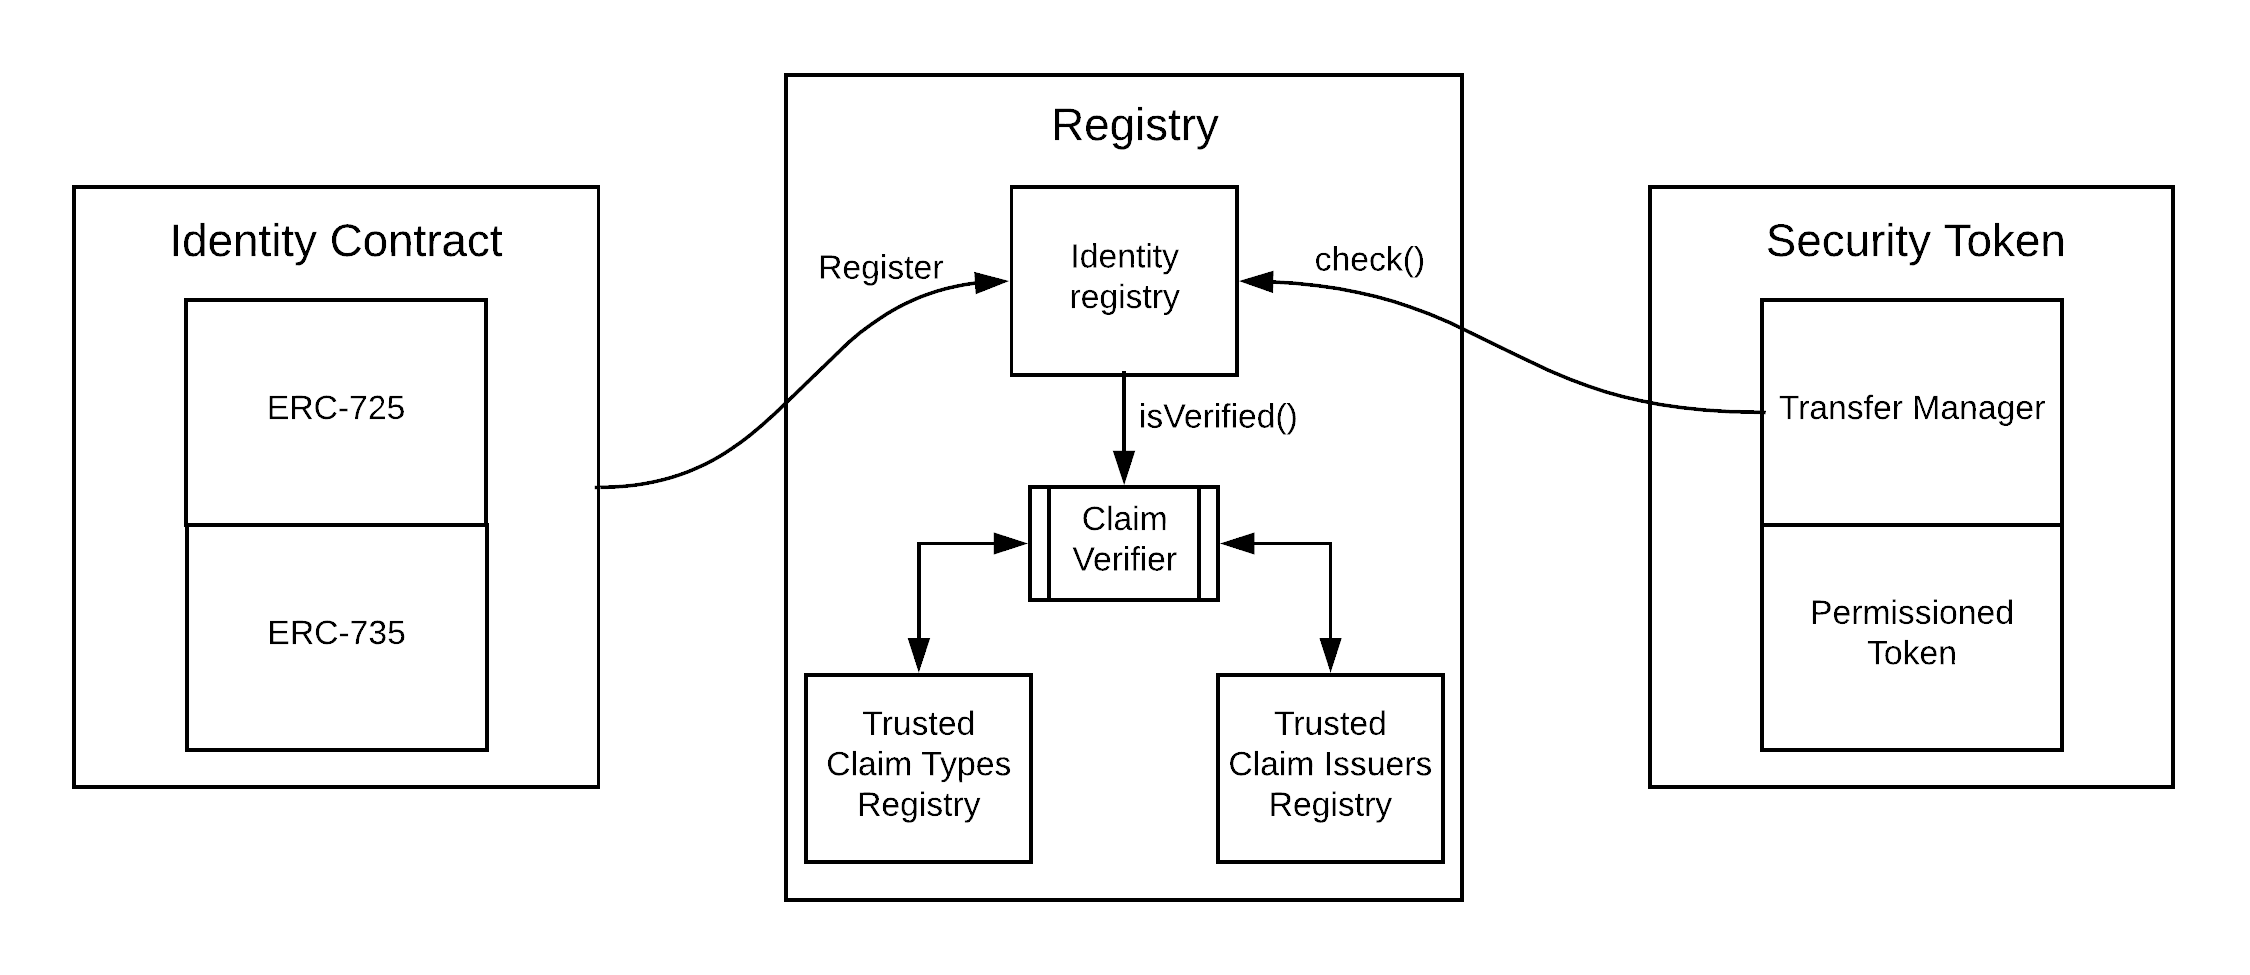 Identity Contract
ERC-725
ERC-735
Registry
Register
Identity
registry
check()
isVerified()
Claim
Verifier
Trusted
Claim Types
Registry
Trusted
Claim Issuers
Registry
Security Token
Transfer Manager
Permissioned
Token